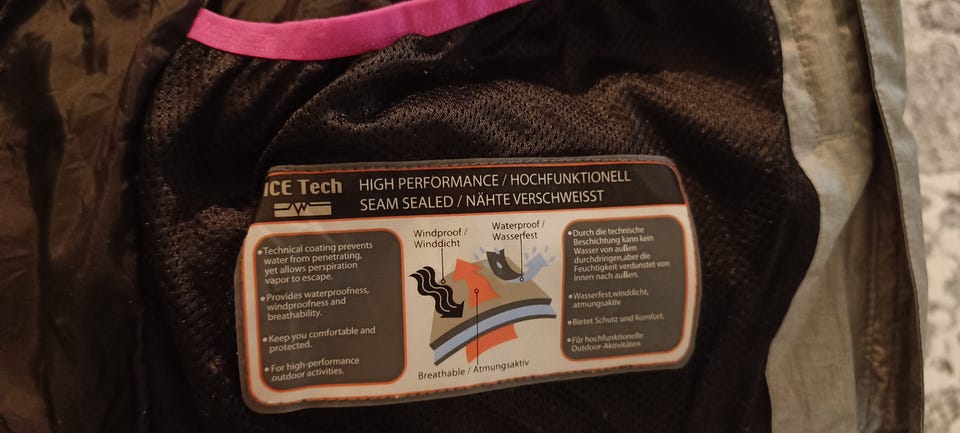 ICE Tech
HIGH PERFORMANCE / HOCHFUNKTIONELL
SEAM SEALED / NÄHTE VERSCHWEISST
•Technical coating prevents
water from penetrating,
yet allows perspiration
vapor to escape.
•Provides waterproofness,
windproofness and
breathability.
•Keep you comfortable and
protected.
•For high-performance
outdoor activities.
Windproof /
Winddicht
Waterproof /
Wasserfest
Breathable / Atmungsaktiv
•Durch die technische
Beschichtung kann kein
Wasser von außen
durchdringen,aber die
Feuchtigkeit verdunstet von
innen nach außen.
•Wasserfest,winddicht,
atmungsaktiv
•Bietet Schutz und Komfort.
•Für hochfunktionelle
Outdoor-Aktivitäten